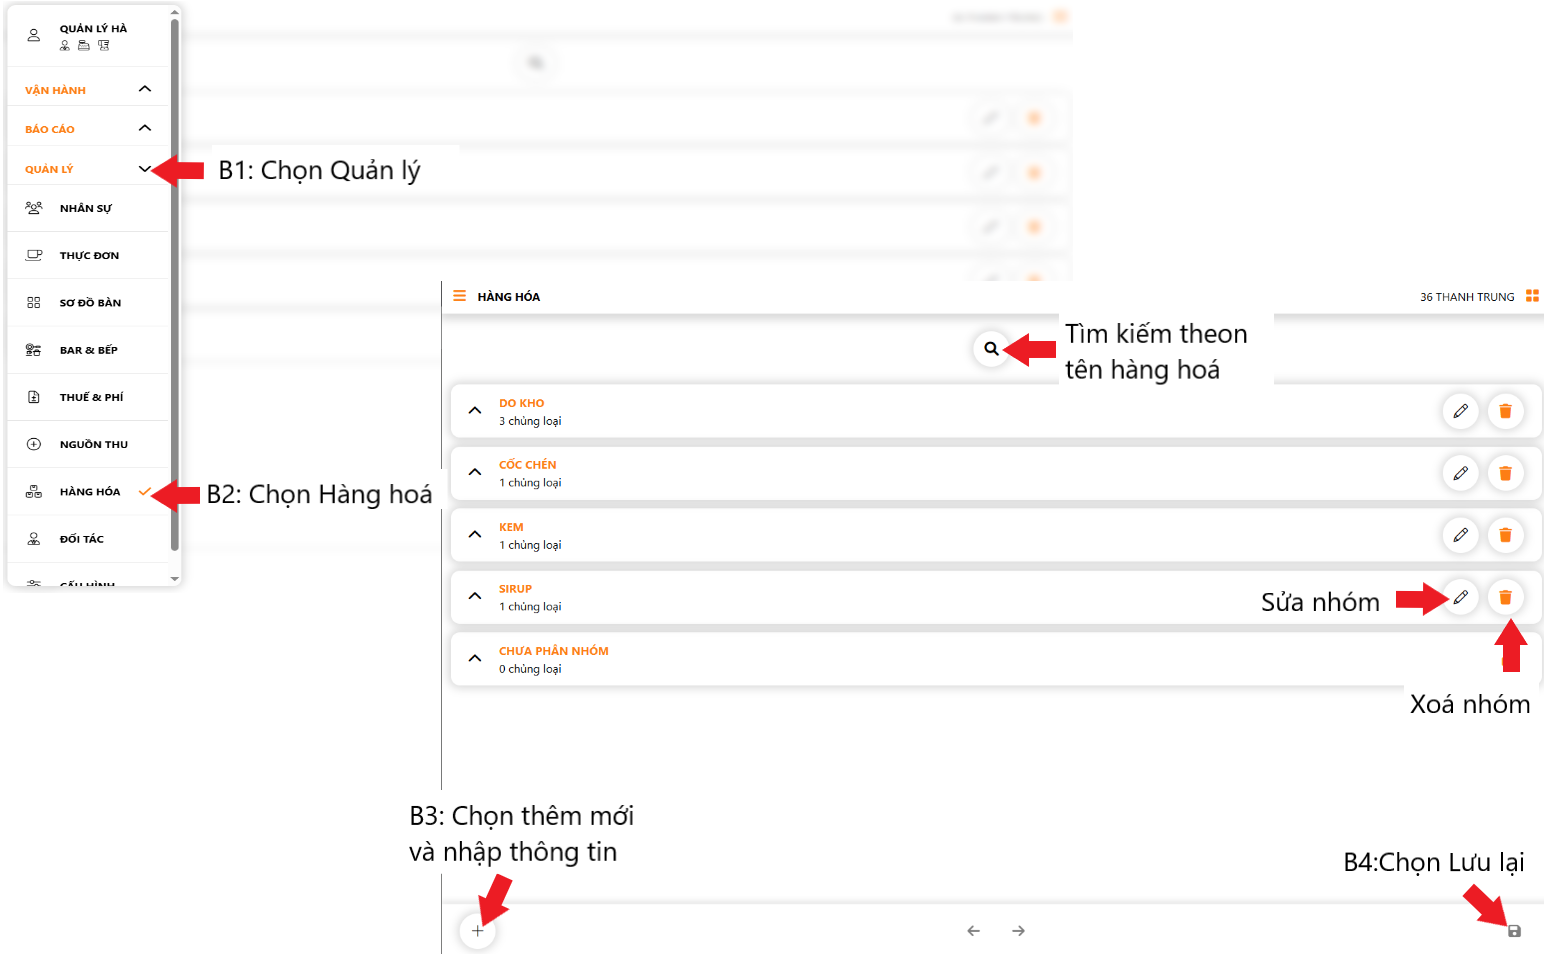 QUẢN LÝ HÀ
VẬN HÀNH
BÁO CÁO
QUẢN LÝ
B1: Chọn Quản lý
NHÂN SỰ
THỰC ĐƠN
SƠ ĐỒ BÀN
BAR & BẾP
THUẾ & PHÍ
NGUỒN THU
HÀNG HÓA
B2: Chọn Hàng hoá
ĐỐI TÁC
CẤU HÌNH
HÀNG HÓA
36 THANH TRUNG
Tìm kiếm theon
tên hàng hoá
DO KHO
3 chủng loại
CỐC CHÉN
1 chủng loại
KEM
1 chủng loại
SIRUP
1 chủng loại
Sửa nhóm
CHƯA PHÂN NHÓM
0 chủng loại
Xoá nhóm
B3: Chọn thêm mới
và nhập thông tin
B4:Chọn Lưu lại